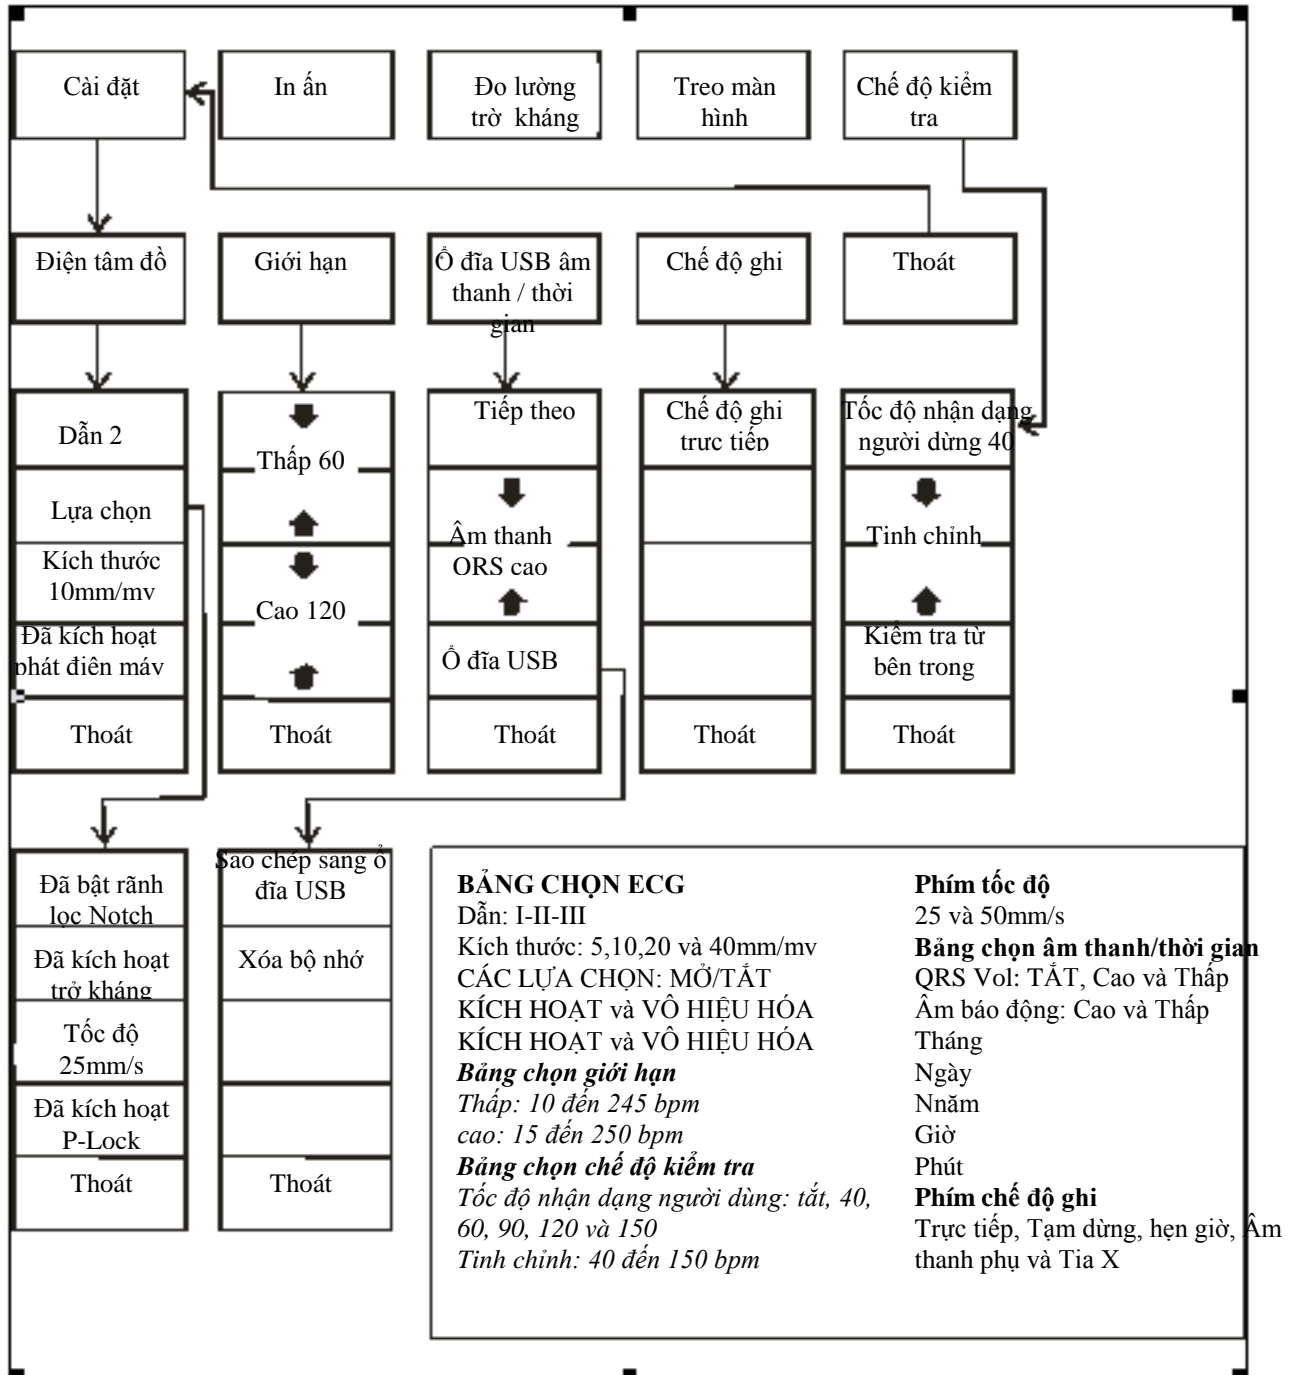 Cài đặt
In ấn
Đo lường
trờ kháng
Treo màn
hình
Chế độ kiểm
tra
Điện tâm đồ
Giới hạn
Ổ đĩa USB âm
thanh / thời
gian
Chế độ ghi
Thoát
Dẫn 2
Lựa chọn
Kích thước
10mm/mv
Đã kích hoạt
phát điên máy
Thoát
Thấp 60
Cao 120
Thoát
Tiếp theo
Âm thanh
QRS cao
Ổ đĩa USB
Thoát
Chế độ ghi
trực tiếp
Thoát
Tốc độ nhận dạng
người dừng 40
Tinh chỉnh
Kiểm tra từ
bên trong
Thoát
Đã bật rãnh
lọc Notch
Đã kích hoạt
trở kháng
Tốc độ
25mm/s
Đã kích hoạt
P-Lock
Thoát
Sao chép sang ổ
đĩa USB
Xóa bộ nhớ
Thoát
BẢNG CHỌN ECG
Dẫn: I-II-III
Kích thước: 5,10,20 và 40mm/mv
CÁC LỰA CHỌN: MỞ/TẮT
KÍCH HOẠT và VÔ HIỆU HÓA
KÍCH HOẠT và VÔ HIỆU HÓA
Bảng chọn giới hạn
Thấp: 10 đến 245 bpm
cao: 15 đến 250 bpm
Bảng chọn chế độ kiểm tra
Tốc độ nhận dạng người dùng: tắt, 40,
60, 90, 120 và 150
Tinh chỉnh: 40 đến 150 bpm
Phím tốc độ
25 và 50mm/s
Bảng chọn âm thanh/thời gian
QRS Vol: TẮT, Cao và Thấp
Âm báo động: Cao và Thấp
Tháng
Ngày
Nnăm
Giờ
Phút
Phím chế độ ghi
Trực tiếp, Tạm dừng, hẹn giờ, Âm
thanh phụ và Tia X